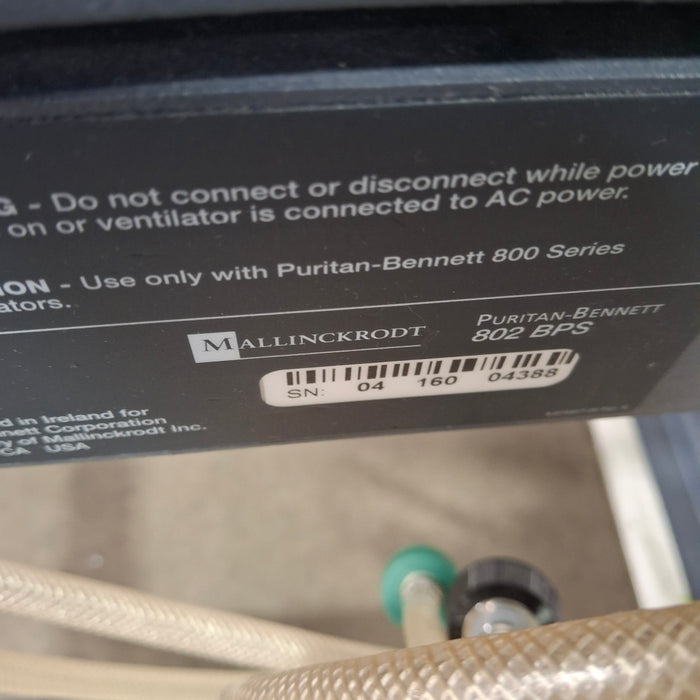 G - Do not connect or disconnect while power
on or ventilator is connected to AC power.
ION - Use only with Puritan-Bennett 800 Series
ators.
MALLINCKRODT
PURITAN-BENNETT
802 BPS
SN: 04 160 04388
d in Ireland for
nett Corporation
y of Mallinckrodt Inc.
CA USA